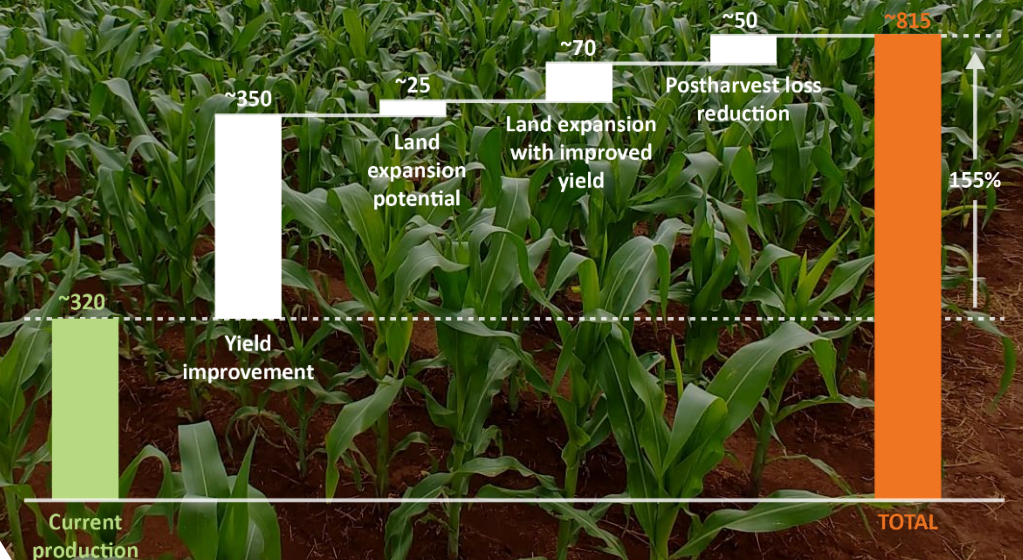 ~320
Current
production
~350
Yield
improvement
~25
Land
expansion
potential
~70
Land expansion
with improved
yield
~50
Postharvest loss
reduction
~815
TOTAL
155%